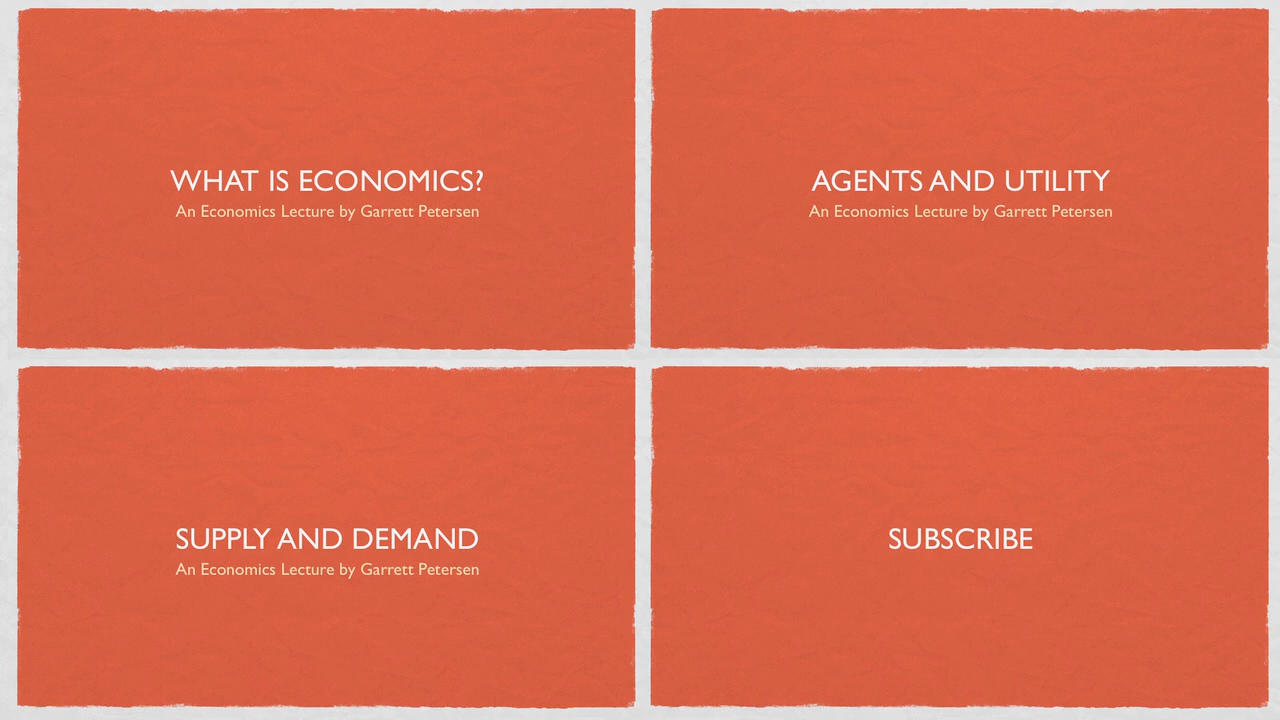 WHAT IS ECONOMICS?
An Economics Lecture by Garrett Petersen
AGENTS AND UTILITY
An Economics Lecture by Garrett Petersen
SUPPLY AND DEMAND
An Economics Lecture by Garrett Petersen
SUBSCRIBE